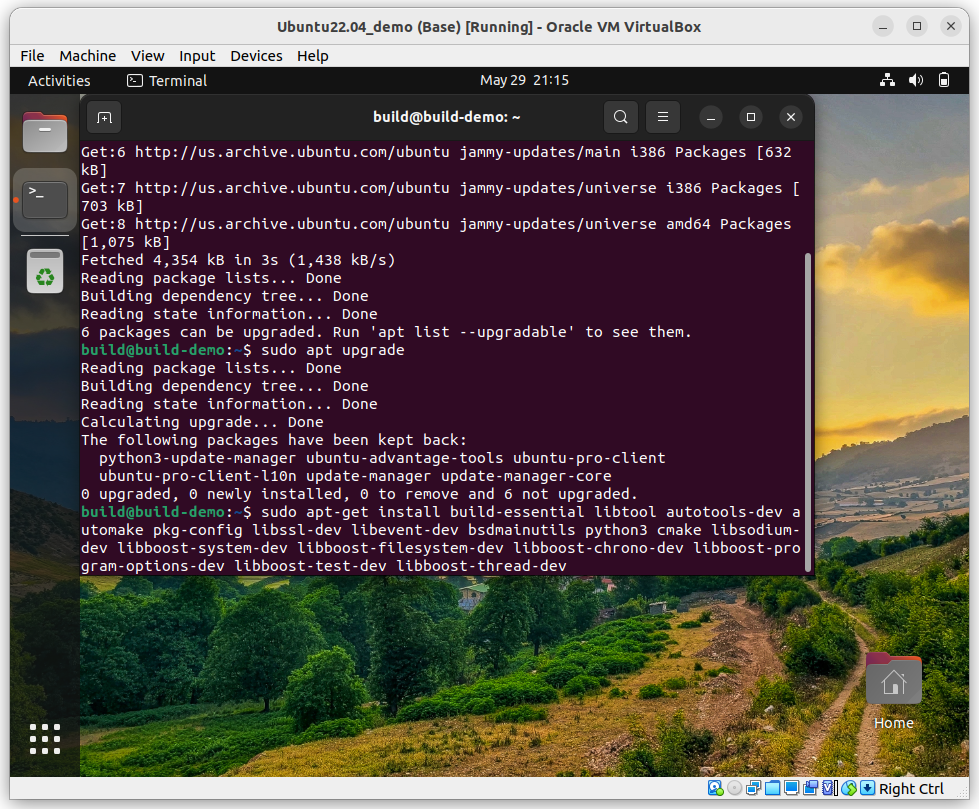 Ubuntu22.04_demo (Base) [Running] - Oracle VM VirtualBox
File Machine View Input Devices Help
Activities Terminal May 29 21:15
build@build-demo: ~
Get:6 http://us.archive.ubuntu.com/ubuntu jammy-updates/main i386 Packages [632
kB]
Get:7 http://us.archive.ubuntu.com/ubuntu jammy-updates/universe i386 Packages [
703 kB]
Get:8 http://us.archive.ubuntu.com/ubuntu jammy-updates/universe amd64 Packages
[1,075 kB]
Fetched 4,354 kB in 3s (1,438 kB/s)
Reading package lists... Done
Building dependency tree... Done
Reading state information... Done
6 packages can be upgraded. Run 'apt list --upgradable' to see them.
build@build-demo:~$ sudo apt upgrade
Reading package lists... Done
Building dependency tree... Done
Reading state information... Done
Calculating upgrade... Done
The following packages have been kept back:
  python3-update-manager ubuntu-advantage-tools ubuntu-pro-client
  ubuntu-pro-client-l10n update-manager update-manager-core
0 upgraded, 0 newly installed, 0 to remove and 6 not upgraded.
build@build-demo:~$ sudo apt-get install build-essential libtool autotools-dev a
utomake pkg-config libssl-dev libevent-dev bsdmainutils python3 cmake libsodium-
dev libboost-system-dev libboost-filesystem-dev libboost-chrono-dev libboost-pro
gram-options-dev libboost-test-dev libboost-thread-dev
Home
Right Ctrl